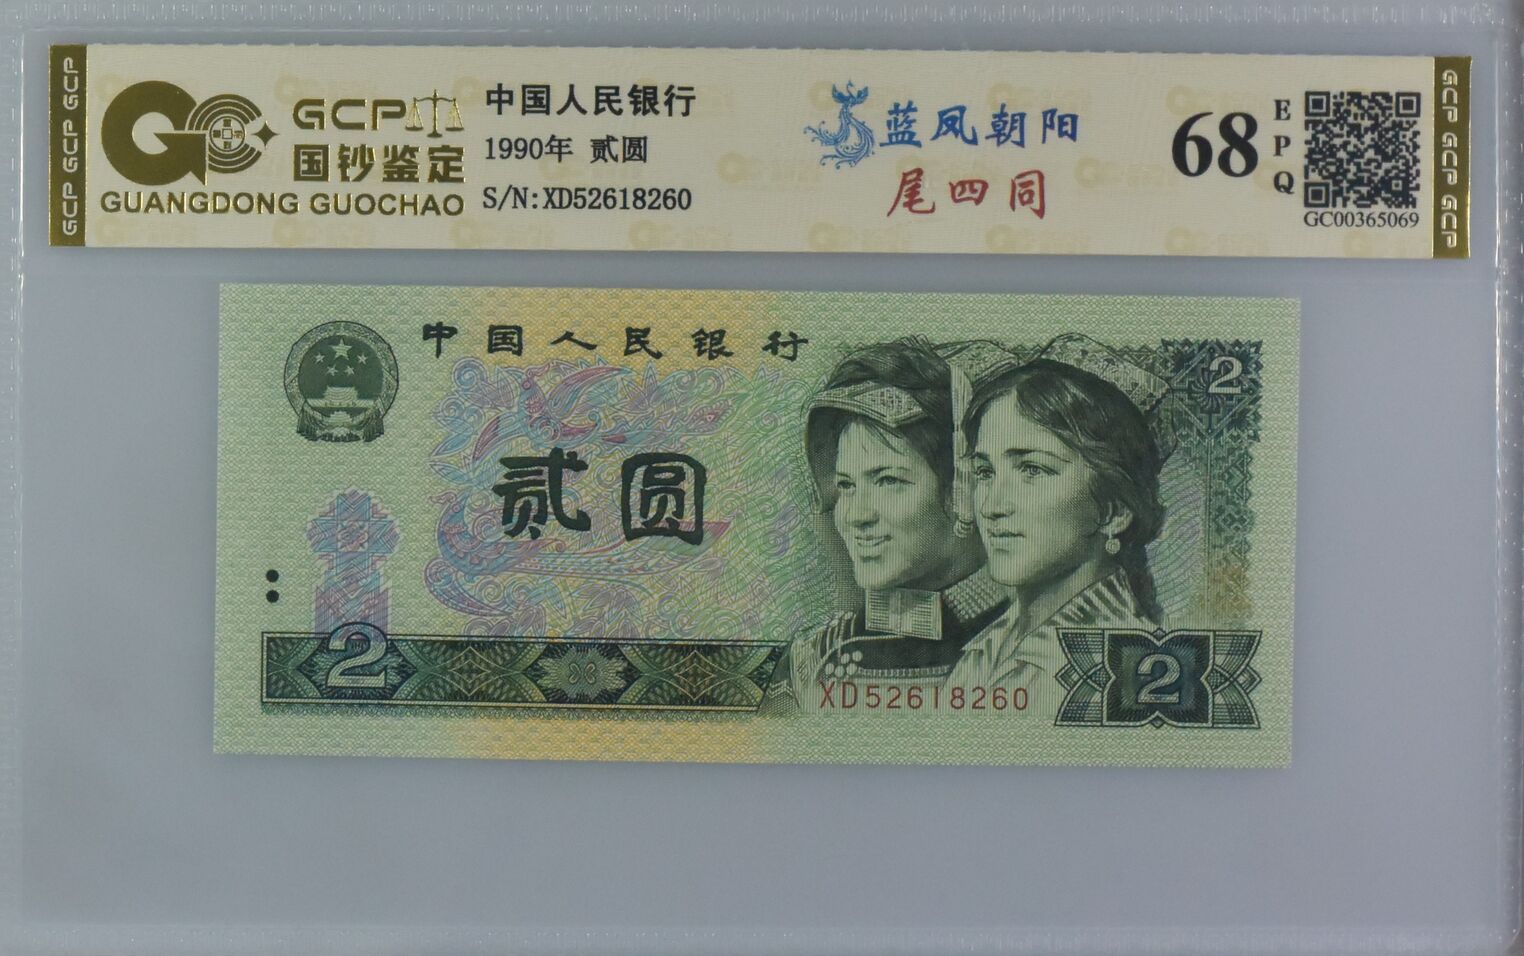 GCP GCP GCP
GCP
国钞鉴定
GUANGDONG GUOCHAO
中国人民银行
1990年 贰圆
S/N:XD52618260
蓝凤朝阳
尾四同
68
EPQ
GC00365069
GCP GCP GCP
中国人民银行
2
贰圆
2
XD52618260
2